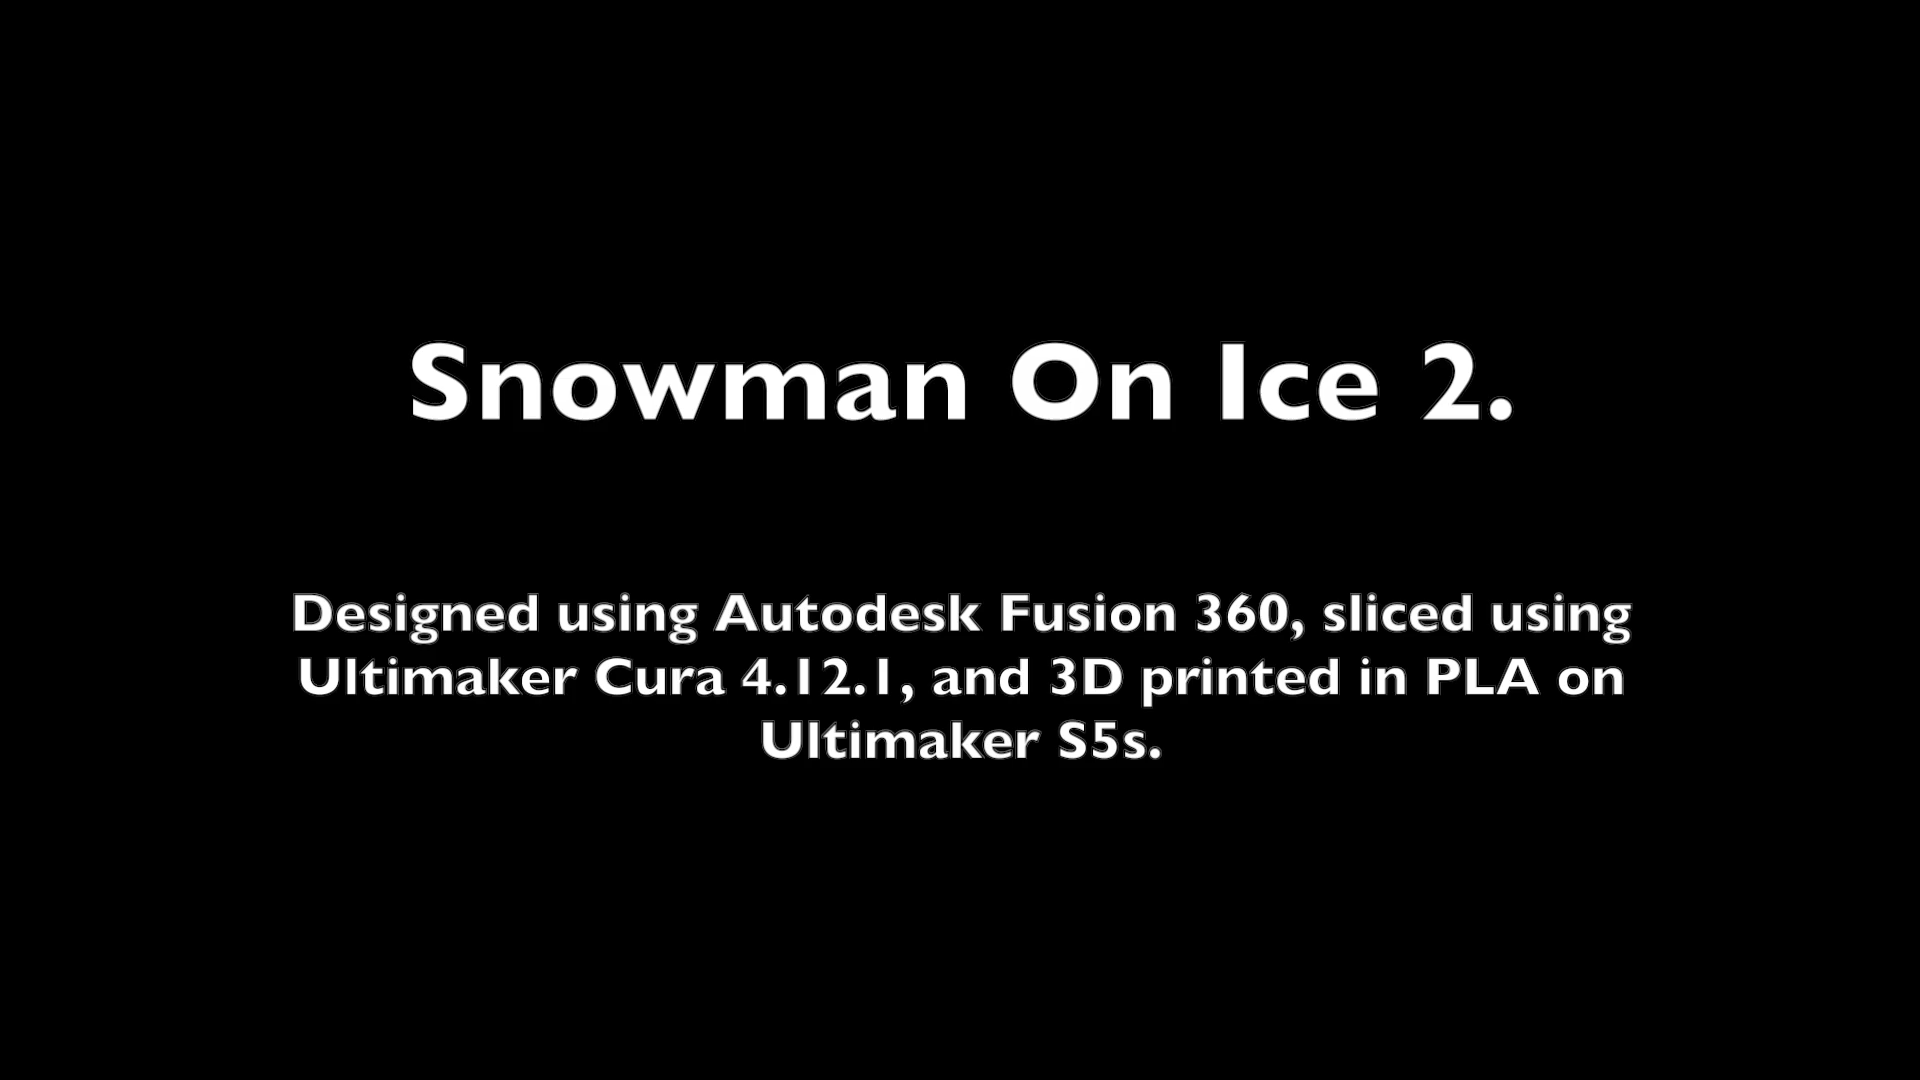 Snowman On Ice 2.
Designed using Autodesk Fusion 360, sliced using
Ultimaker Cura 4.12.1, and 3D printed in PLA on
Ultimaker S5s.